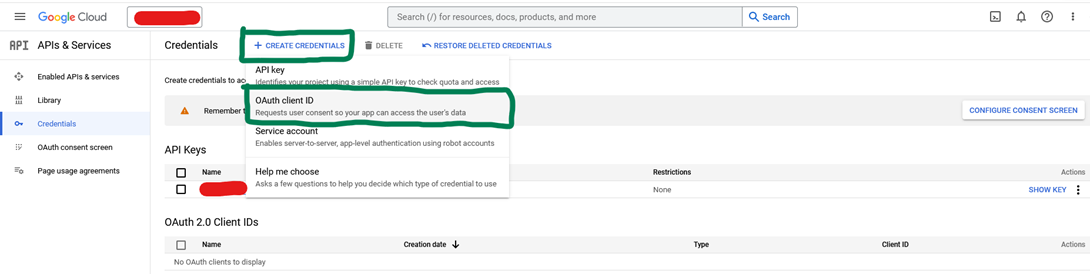 Google Cloud
Search (/) for resources, docs, products, and more
Search
API APIs & Services
Credentials
+ CREATE CREDENTIALS
DELETE
RESTORE DELETED CREDENTIALS
Enabled APIs & services
Library
Credentials
OAuth consent screen
Page usage agreements
Create credentials to acc
API key
Identifies your project using a simple API key to check quota and access
OAuth client ID
Requests user consent so your app can access the user's data
Service account
Enables server-to-server, app-level authentication using robot accounts
Help me choose
Asks a few questions to help you decide which type of credential to use
Remember t
CONFIGURE CONSENT SCREEN
API Keys
Name
Restrictions
Actions
None
SHOW KEY
OAuth 2.0 Client IDs
Name
Creation date
Type
Client ID
Actions
No OAuth clients to display